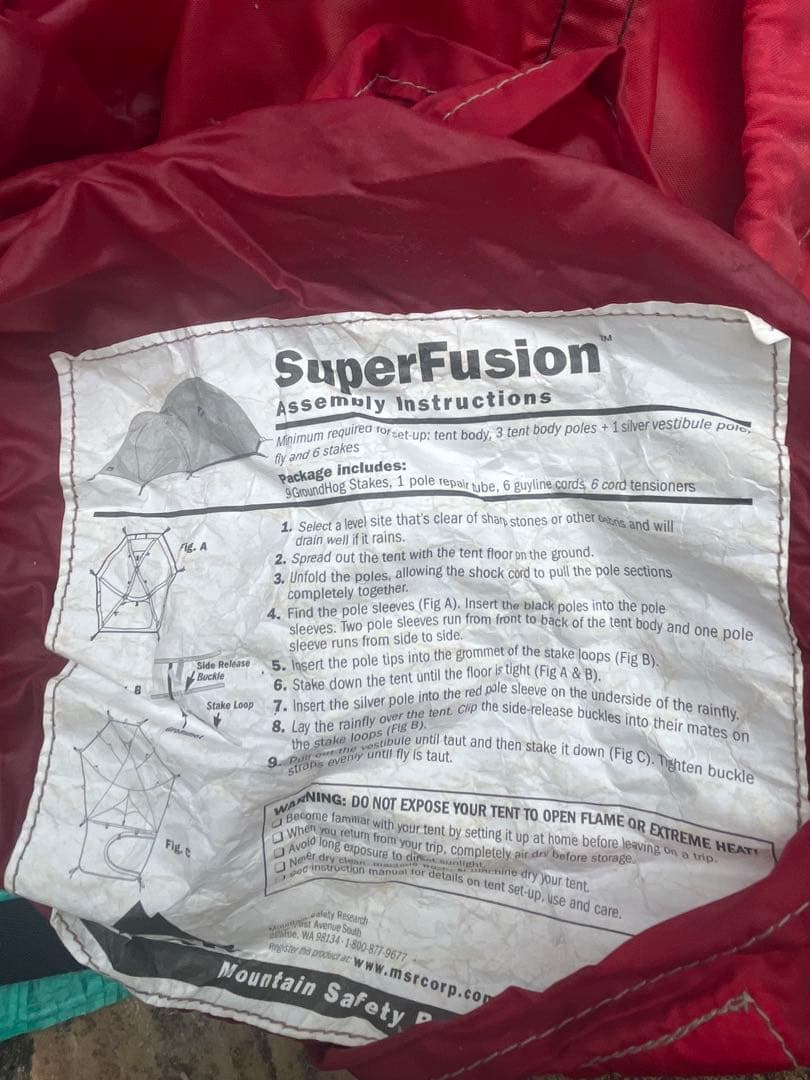 SuperFusion™
Assembly Instructions
Minimum required for set-up: tent body, 3 tent body poles + 1 silver vestibule pole,
fly and 6 stakes
Package includes:
9 GroundHog Stakes, 1 pole repair tube, 6 guyline cords, 6 cord tensioners
Fig. A
1. Select a level site that's clear of sharp stones or other debris and will
drain well if it rains.
2. Spread out the tent with the tent floor on the ground.
3. Unfold the poles, allowing the shock cord to pull the pole sections
completely together.
4. Find the pole sleeves (Fig A). Insert the black poles into the pole
sleeves. Two pole sleeves run from front to back of the tent body and one pole
sleeve runs from side to side.
5. Insert the pole tips into the grommet of the stake loops (Fig B).
6. Stake down the tent until the floor is tight (Fig A & B).
7. Insert the silver pole into the red pole sleeve on the underside of the rainfly.
8. Lay the rainfly over the tent. Clip the side-release buckles into their mates on
the stake loops (Fig B).
9. Pull out the vestibule until taut and then stake it down (Fig C). Tighten buckle
straps evenly until fly is taut.
Side Release
Buckle
B
Stake Loop
Grommet
Fig. C
WARNING: DO NOT EXPOSE YOUR TENT TO OPEN FLAME OR EXTREME HEAT!
❏ Become familiar with your tent by setting it up at home before leaving on a trip.
❏ When you return from your trip, completely air dry before storage.
❏ Avoid long exposure to direct sunlight.
❏ Never dry clean, machine dry your tent.
instruction manual for details on tent set-up, use and care.
Safety Research
Avenue South
WA 98134 · 1-800-877-9677
Register this product at: www.msrcorp.com
Mountain Safety